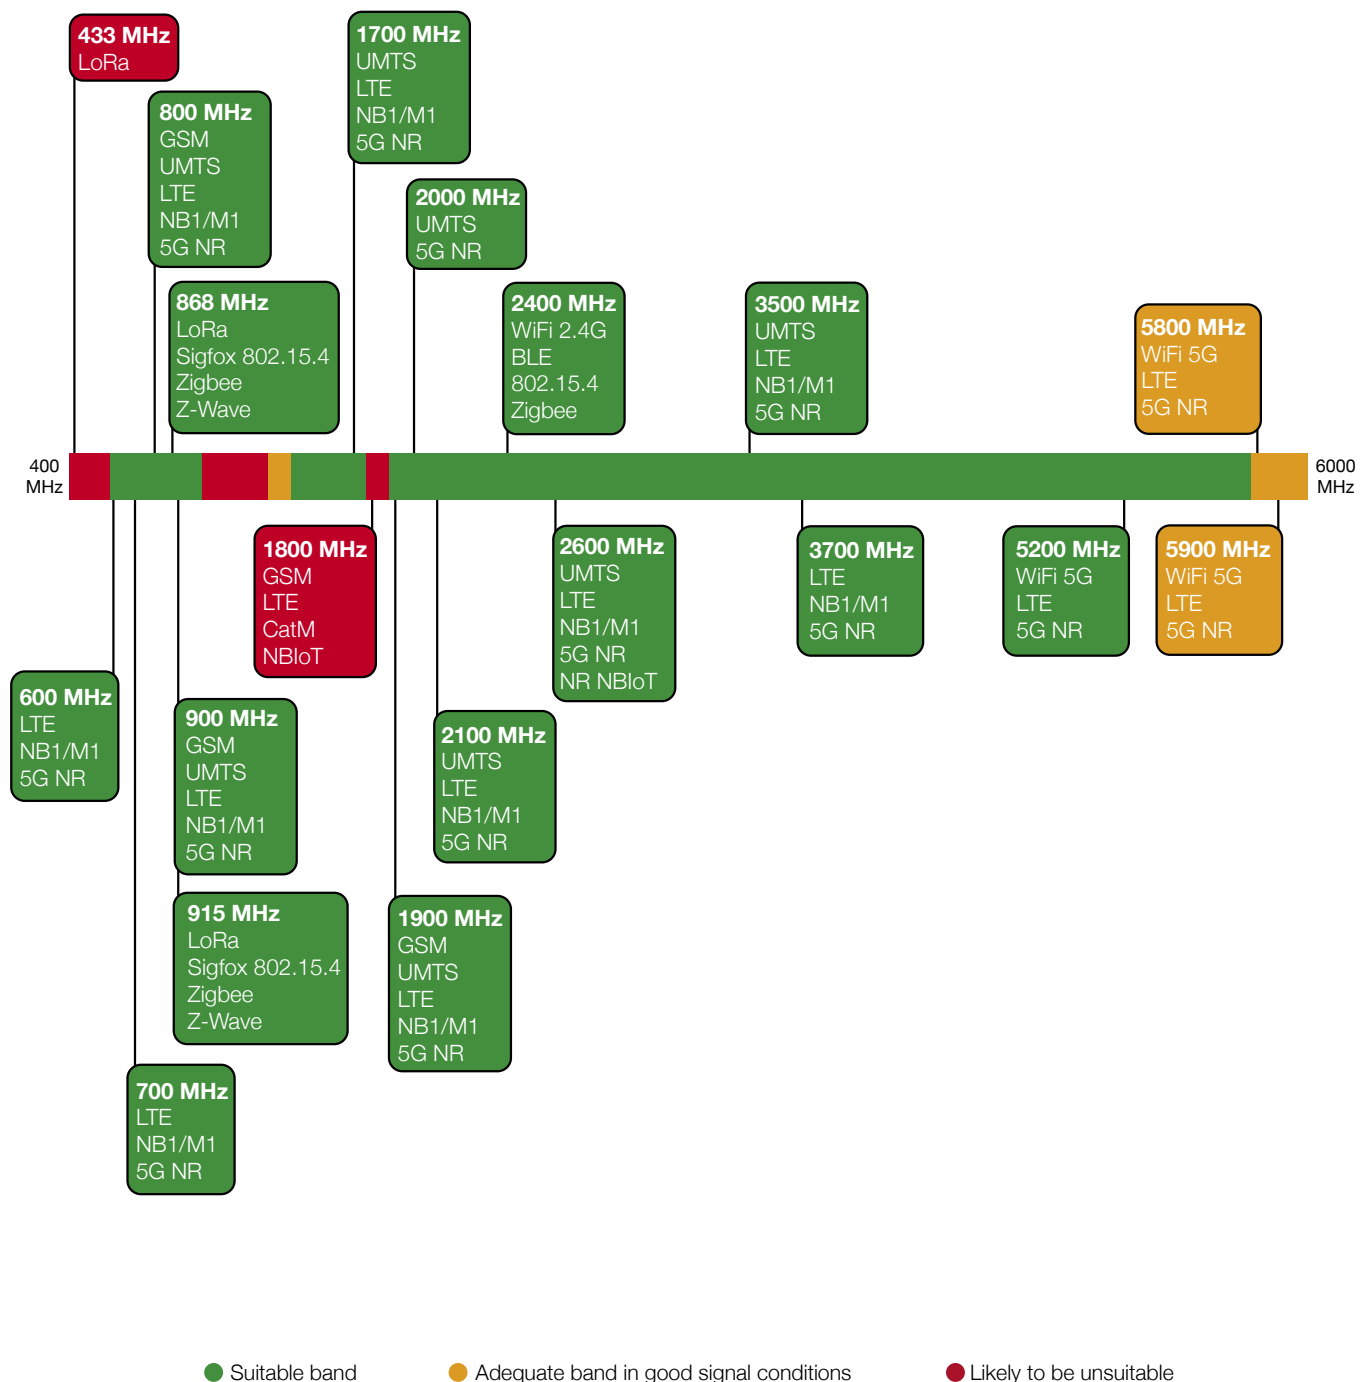 433 MHz
LoRa
1700 MHz
UMTS
LTE
NB1/M1
5G NR
800 MHz
GSM
UMTS
LTE
NB1/M1
5G NR
2000 MHz
UMTS
5G NR
868 MHz
LoRa
Sigfox 802.15.4
Zigbee
Z-Wave
2400 MHz
WiFi 2.4G
BLE
802.15.4
Zigbee
3500 MHz
UMTS
LTE
NB1/M1
5G NR
5800 MHz
WiFi 5G
LTE
5G NR
400
MHz
6000
MHz
1800 MHz
GSM
LTE
CatM
NBIoT
2600 MHz
UMTS
LTE
NB1/M1
5G NR
NR NBIoT
3700 MHz
LTE
NB1/M1
5G NR
5200 MHz
WiFi 5G
LTE
5G NR
5900 MHz
WiFi 5G
LTE
5G NR
600 MHz
LTE
NB1/M1
5G NR
900 MHz
GSM
UMTS
LTE
NB1/M1
5G NR
2100 MHz
UMTS
LTE
NB1/M1
5G NR
915 MHz
LoRa
Sigfox 802.15.4
Zigbee
Z-Wave
1900 MHz
GSM
UMTS
LTE
NB1/M1
5G NR
700 MHz
LTE
NB1/M1
5G NR
Suitable band
Adequate band in good signal conditions
Likely to be unsuitable